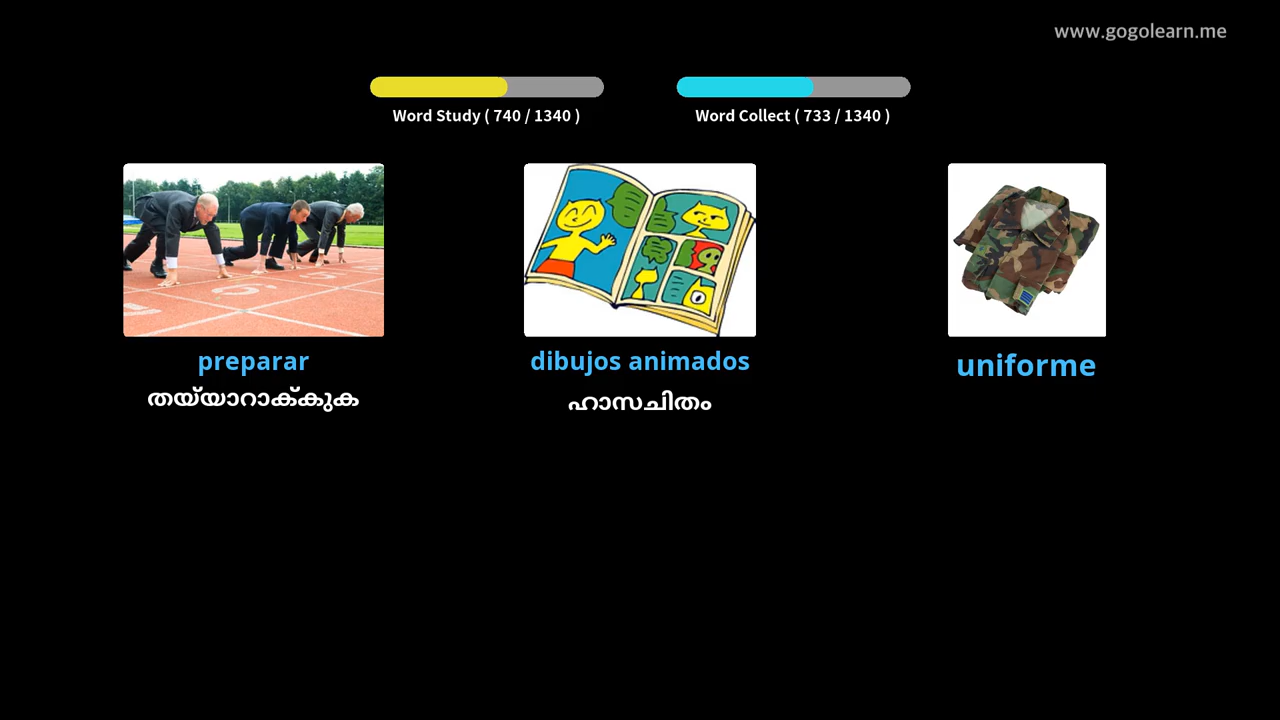 www.gogolearn.me
Word Study ( 740 / 1340 )
Word Collect ( 733 / 1340 )
preparar
dibujos animados
uniforme
തയ്യാറാക്കുക
ഹാസചിതം